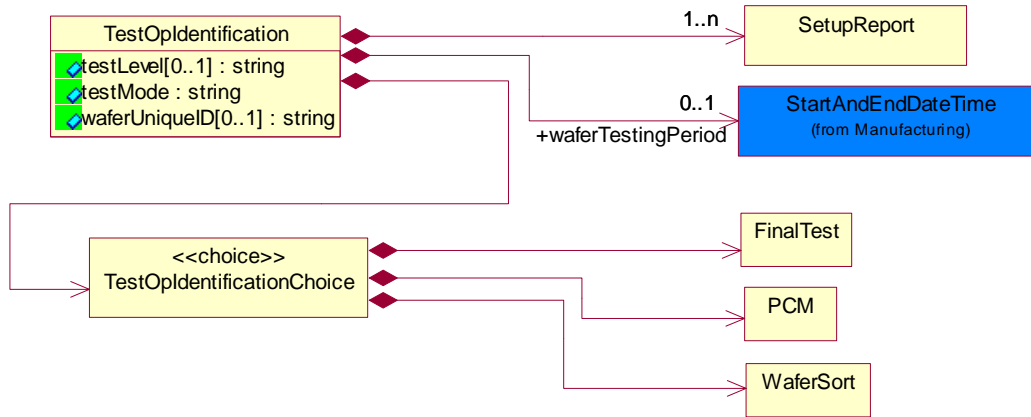 TestOpIdentification
testLevel[0..1] : string
testMode : string
waferUniqueID[0..1] : string
1..n
SetupReport
0..1
+waferTestingPeriod
StartAndEndDateTime
(from Manufacturing)
<<choice>>
TestOpIdentificationChoice
FinalTest
PCM
WaferSort